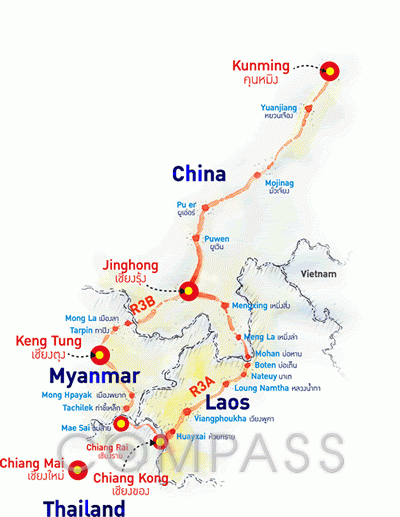 Kunming
คุนหมิง
Yuanjiang
หยวนเจียง
China
Mojinag
มั่วเจียง
Pu er
ผูเอ๋อร์
Puwen
ผูเวิน
Jinghong
เชียงรุ้ง
Vietnam
R3B
Mengxing เหมิ่งสิ่ง
Mong La เมืองลา
Tarpin ทาปิง
Meng La เหมิ่งล่า
Keng Tung
เชียงตุง
Mohan บ่อหาน
Boten บ่อเต็น
Nateuy นาเต
Myanmar
R3A
Loung Namtha หลวงน้ำทา
Mong Hpayak เมืองพยาก
Laos
Tachilek ท่าขี้เหล็ก
Viangphoukha เวียงพูคา
Mae Sai แม่สาย
Huayxai ห้วยทราย
Chiang Rai
เชียงราย
COMPASS
Chiang Mai
เชียงใหม่
Chiang Kong
เชียงของ
Thailand